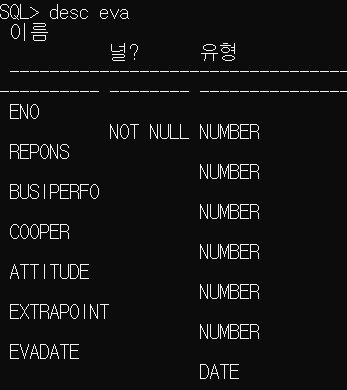 SQL> desc eva
이름
널? 유형
----------------------------------
--------- -------- ---------------
ENO
NOT NULL NUMBER
REPONS
NUMBER
BUSIPERFO
NUMBER
COOPER
NUMBER
ATTITUDE
NUMBER
EXTRAPOINT
NUMBER
EVADATE
DATE